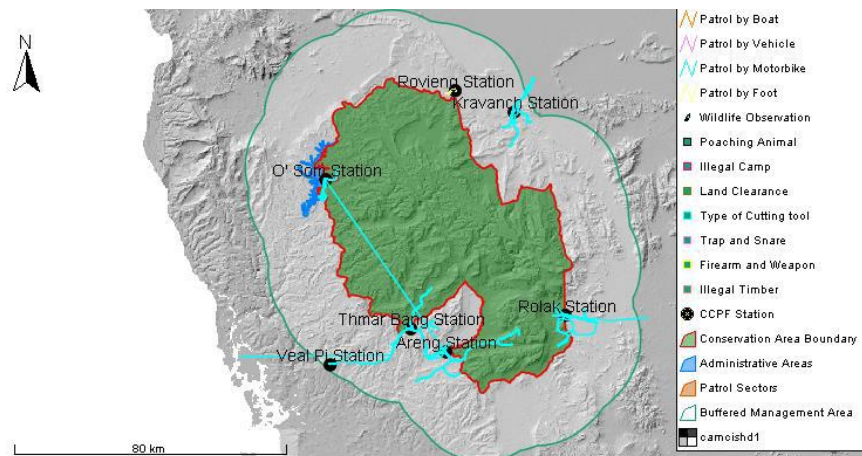 N
Rovieng Station
Kravanch Station
O' Som Station
Thmar Bang Station
Rolak Station
Areng Station
Veal Pi Station
80 km
Patrol by Boat
Patrol by Vehicle
Patrol by Motorbike
Patrol by Foot
Wildlife Observation
Poaching Animal
Illegal Camp
Land Clearance
Type of Cutting tool
Trap and Snare
Firearm and Weapon
Illegal Timber
CCPF Station
Conservation Area Boundary
Administrative Areas
Patrol Sectors
Buffered Management Area
camcishd1